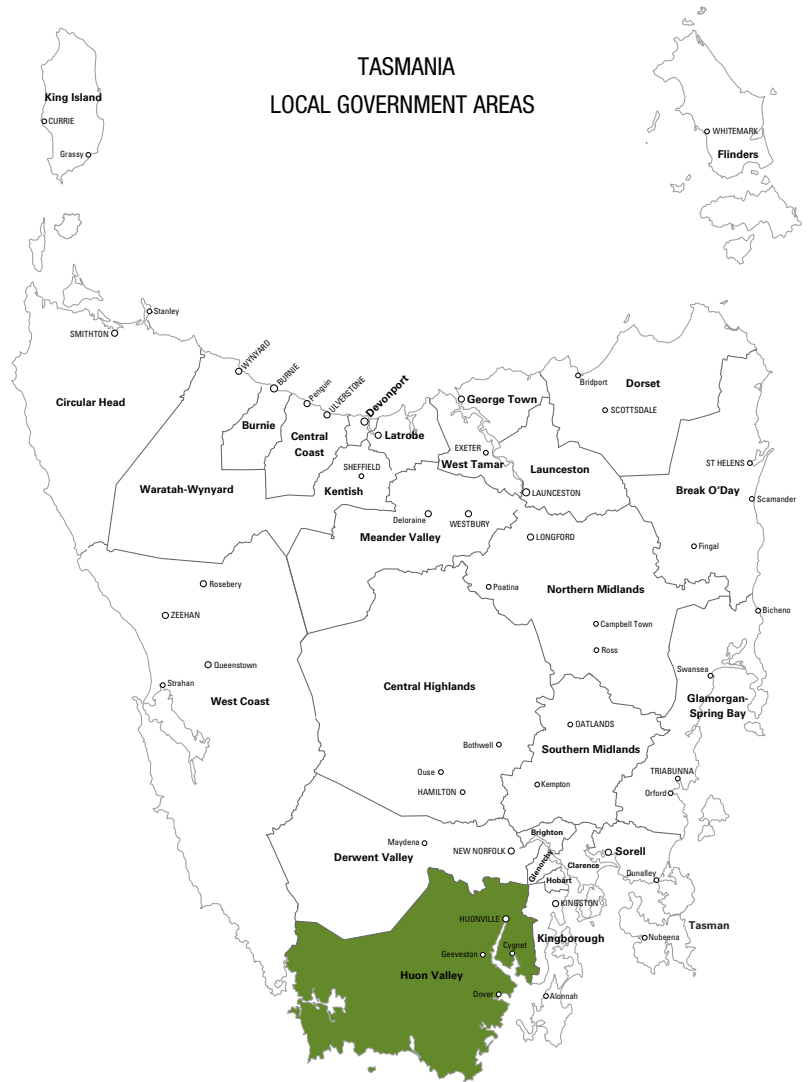 TASMANIA
LOCAL GOVERNMENT AREAS
King Island
CURRIE
Grassy
WHITEMARK
Flinders
Stanley
SMITHTON
WYNYARD
BURNIE
Penguin
ULVERSTONE
Devonport
Circular Head
Burnie
Central
Coast
Latrobe
George Town
Bridport
Dorset
SCOTTSDALE
EXETER
West Tamar
Launceston
LAUNCESTON
SHEFFIELD
Kentish
Waratah-Wynyard
ST HELENS
Break O'Day
Scamander
Deloraine
WESTBURY
Meander Valley
LONGFORD
Fingal
Rosebery
Poatina
Northern Midlands
ZEEHAN
Campbell Town
Bicheno
Ross
Queenstown
Strahan
West Coast
Central Highlands
Swansea
Glamorgan-
Spring Bay
OATLANDS
Southern Midlands
Bothwell
Ouse
HAMILTON
Kempton
TRIABUNNA
Orford
Maydena
Derwent Valley
NEW NORFOLK
Brighton
Glenorchy
Clarence
Hobart
Sorell
Dunalley
HUONVILLE
KINGSTON
Kingborough
Tasman
Nubeena
Cygnet
Geeveston
Huon Valley
Dover
Alonnah